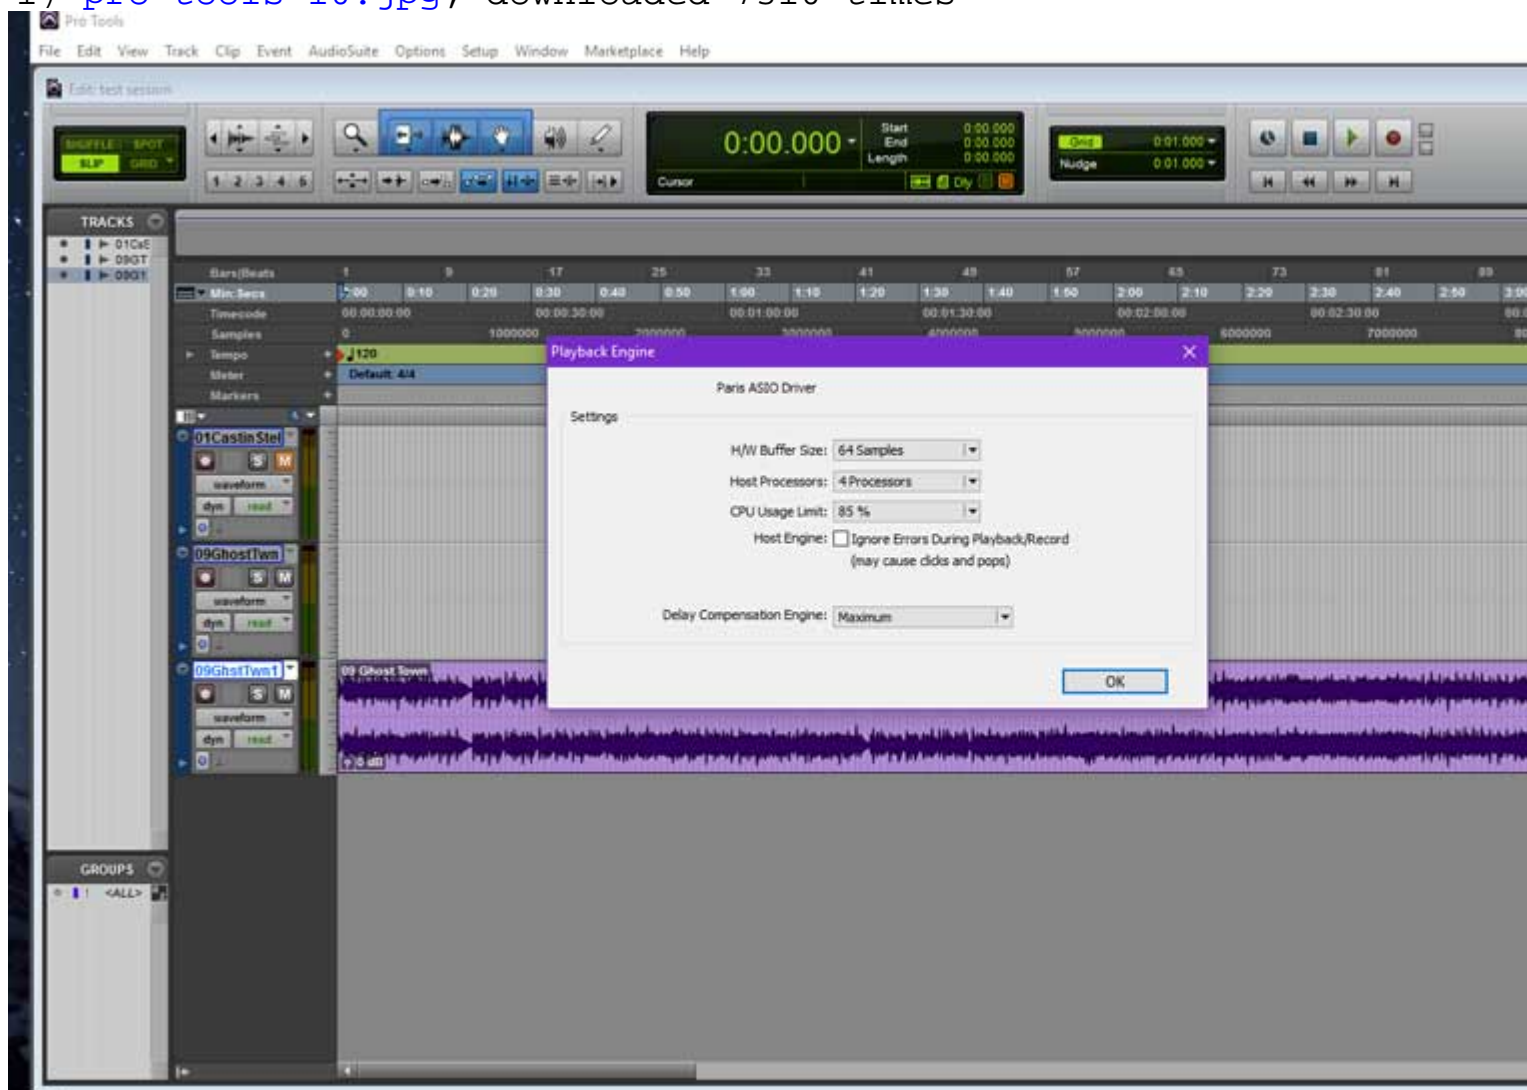 Pro Tools
File Edit View Track Clip Event AudioSuite Options Setup Window Marketplace Help
Edit: test session
SHUFFLE SPOT
SLIP GRID
1 2 3 4 5
0:00.000
Start 0:00.000
End 0:00.000
Length 0:00.000
Cursor
Dly
Grid 0:01.000
Nudge 0:01.000
TRACKS
01CsS
09GT
09GT
Bars|Beats 1 9 17 25 33 41 49 57 65 73 81 89
Min:Secs 0:00 0:10 0:20 0:30 0:40 0:50 1:00 1:10 1:20 1:30 1:40 1:50 2:00 2:10 2:20 2:30 2:40 2:50 3:00
Timecode 00:00:00:00 00:00:30:00 00:01:00:00 00:01:30:00 00:02:00:00 00:02:30:00
Samples 0 1000000 2000000 3000000 4000000 5000000 6000000 7000000
Tempo 120
Meter Default: 4/4
Markers
Playback Engine
Paris ASIO Driver
Settings
H/W Buffer Size: 64 Samples
Host Processors: 4 Processors
CPU Usage Limit: 85 %
Host Engine: Ignore Errors During Playback/Record
(may cause clicks and pops)
Delay Compensation Engine: Maximum
OK
01CastinStel
S M
waveform
dyn read
09GhostTwn
S M
waveform
dyn read
09GhstTwn1
S M
waveform
dyn read
09 Ghost Town
0 dB
GROUPS
! <ALL>